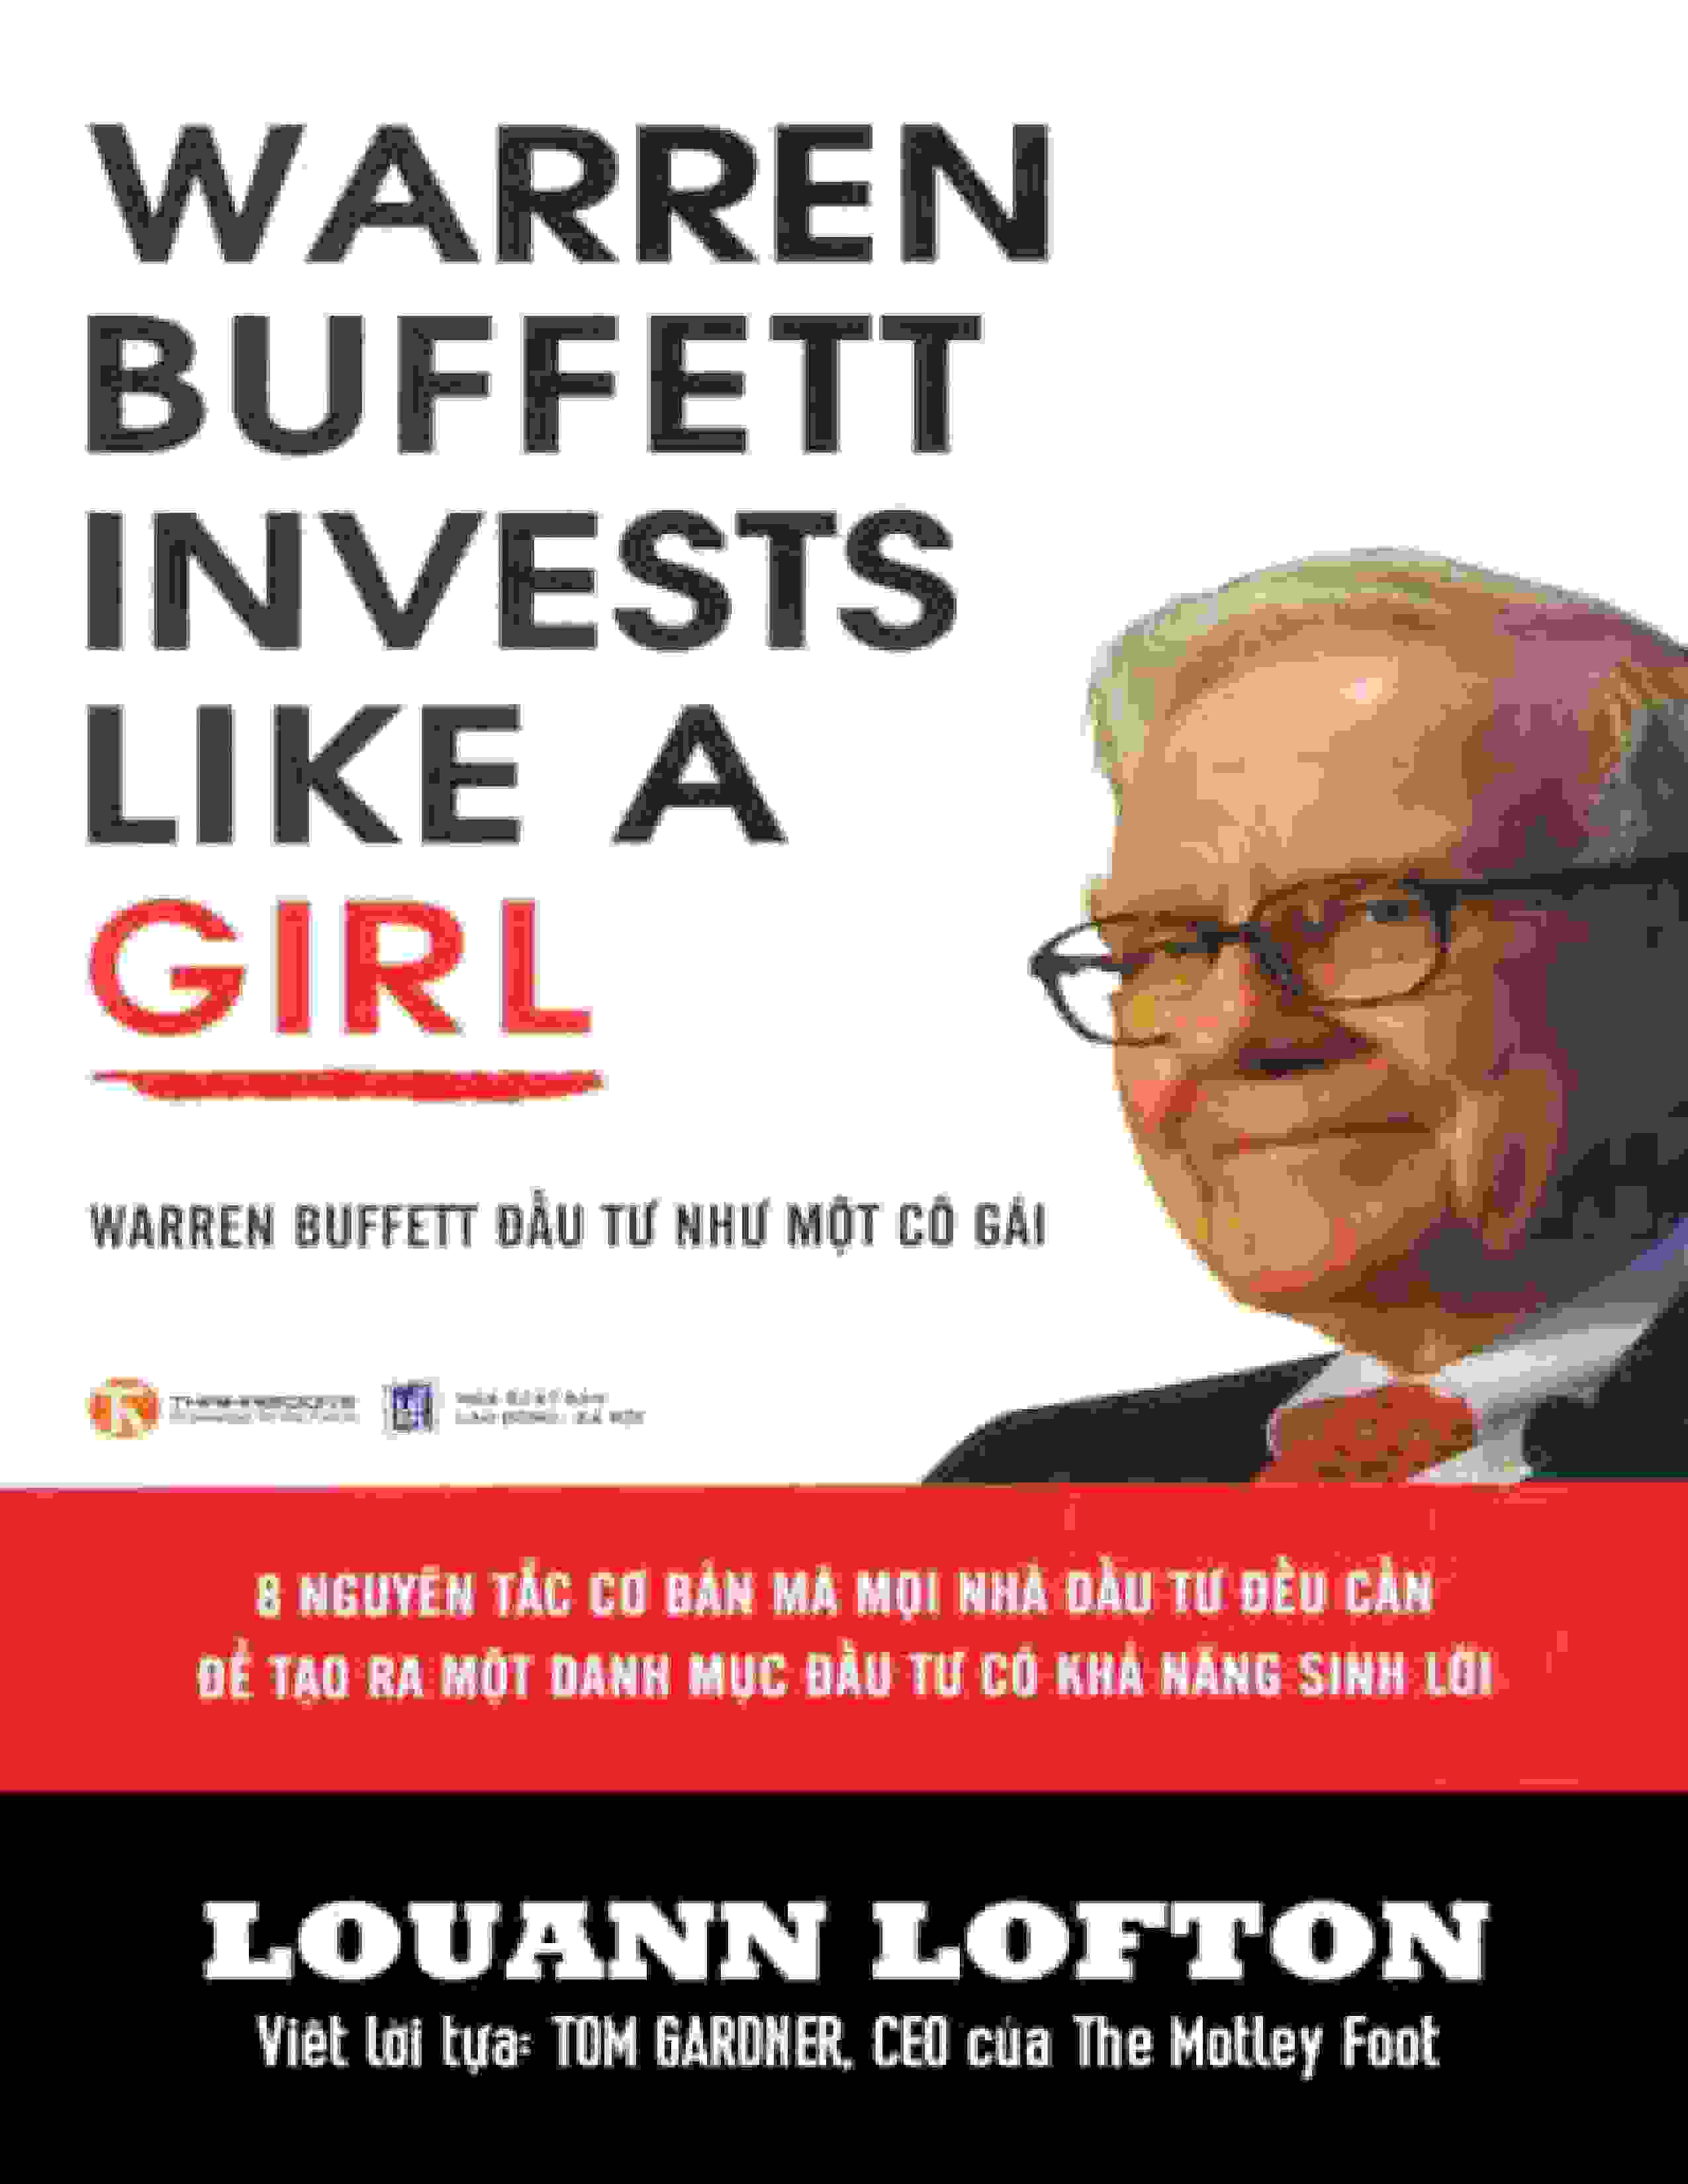 WARREN
BUFFETT
INVESTS
LIKE A
GIRL
WARREN BUFFETT ĐẦU TƯ NHƯ MỘT CÔ GÁI
8 NGUYÊN TẮC CƠ BẢN MÀ MỌI NHÀ ĐẦU TƯ ĐỀU CẦN
ĐỂ TẠO RA MỘT DANH MỤC ĐẦU TƯ CÓ KHẢ NĂNG SINH LỜI
LOUANN LOFTON
Viết lời tựa: TOM GARDNER, CEO của The Motley Fool